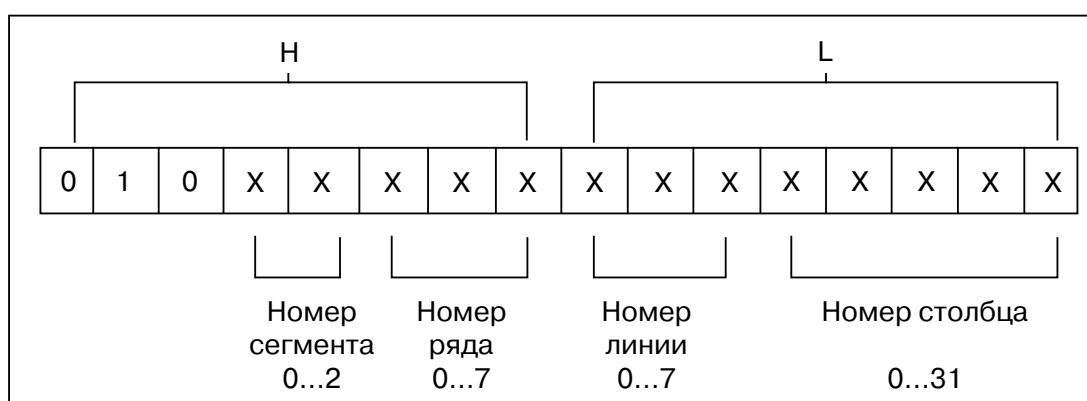 H L
0 1 0 X X X X X X X X X X X X X
Номер Номер Номер Номер столбца
сегмента ряда линии
0...2 0...7 0...7 0...31